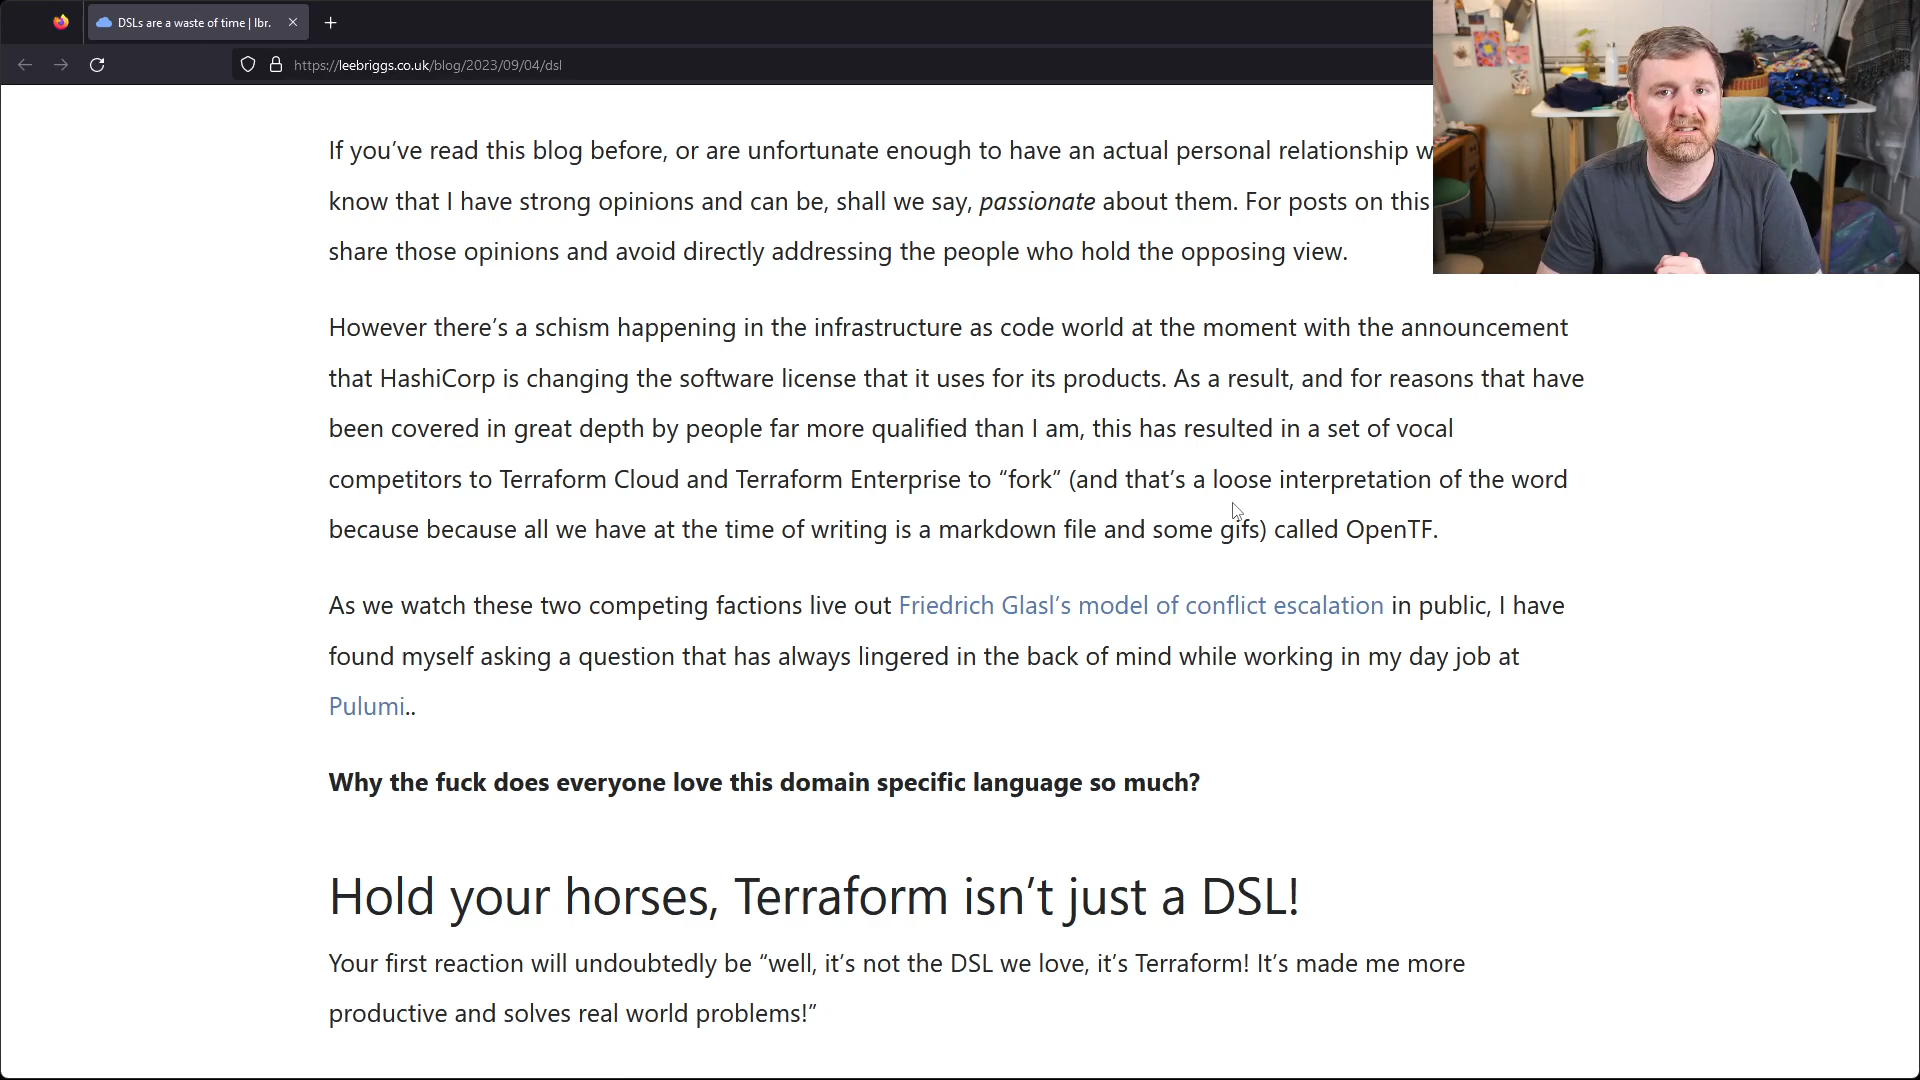 DSLs are a waste of time | lbr.
https://leebriggs.co.uk/blog/2023/09/04/dsl
If you’ve read this blog before, or are unfortunate enough to have an actual personal relationship w
know that I have strong opinions and can be, shall we say, passionate about them. For posts on this
share those opinions and avoid directly addressing the people who hold the opposing view.
However there’s a schism happening in the infrastructure as code world at the moment with the announcement
that HashiCorp is changing the software license that it uses for its products. As a result, and for reasons that have
been covered in great depth by people far more qualified than I am, this has resulted in a set of vocal
competitors to Terraform Cloud and Terraform Enterprise to “fork” (and that’s a loose interpretation of the word
because because all we have at the time of writing is a markdown file and some gifs) called OpenTF.
As we watch these two competing factions live out Friedrich Glasl’s model of conflict escalation in public, I have
found myself asking a question that has always lingered in the back of mind while working in my day job at
Pulumi..
Why the fuck does everyone love this domain specific language so much?
Hold your horses, Terraform isn’t just a DSL!
Your first reaction will undoubtedly be “well, it’s not the DSL we love, it’s Terraform! It’s made me more
productive and solves real world problems!”